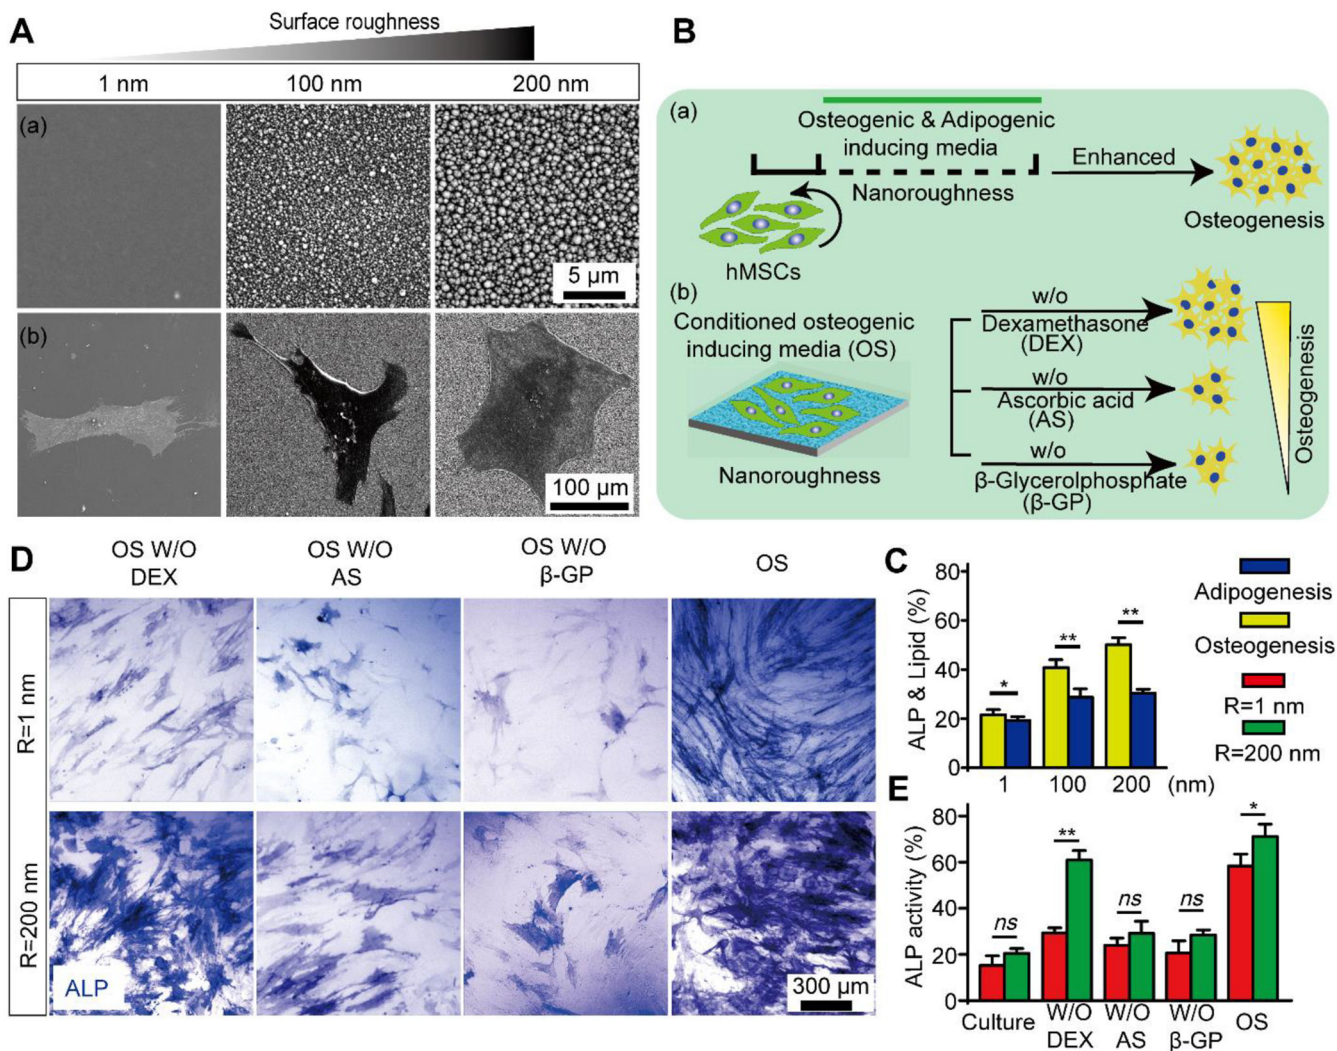 A
Surface roughness
1 nm
100 nm
200 nm
(a)
5 µm
(b)
100 µm
B
(a)
Osteogenic & Adipogenic
inducing media
Nanoroughness
Enhanced
Osteogenesis
hMSCs
(b)
Conditioned osteogenic
inducing media (OS)
Nanoroughness
w/o
Dexamethasone
(DEX)
w/o
Ascorbic acid
(AS)
w/o
β-Glycerolphosphate
(β-GP)
Osteogenesis
D
OS W/O
DEX
OS W/O
AS
OS W/O
β-GP
OS
R=1 nm
R=200 nm
ALP
300 µm
C
ALP & Lipid (%)
80
60
40
20
0
*
**
**
1
100
200
(nm)
Adipogenesis
Osteogenesis
R=1 nm
R=200 nm
E
ALP activity (%)
80
60
40
20
0
ns
**
ns
ns
*
Culture
W/O
DEX
W/O
AS
W/O
β-GP
OS